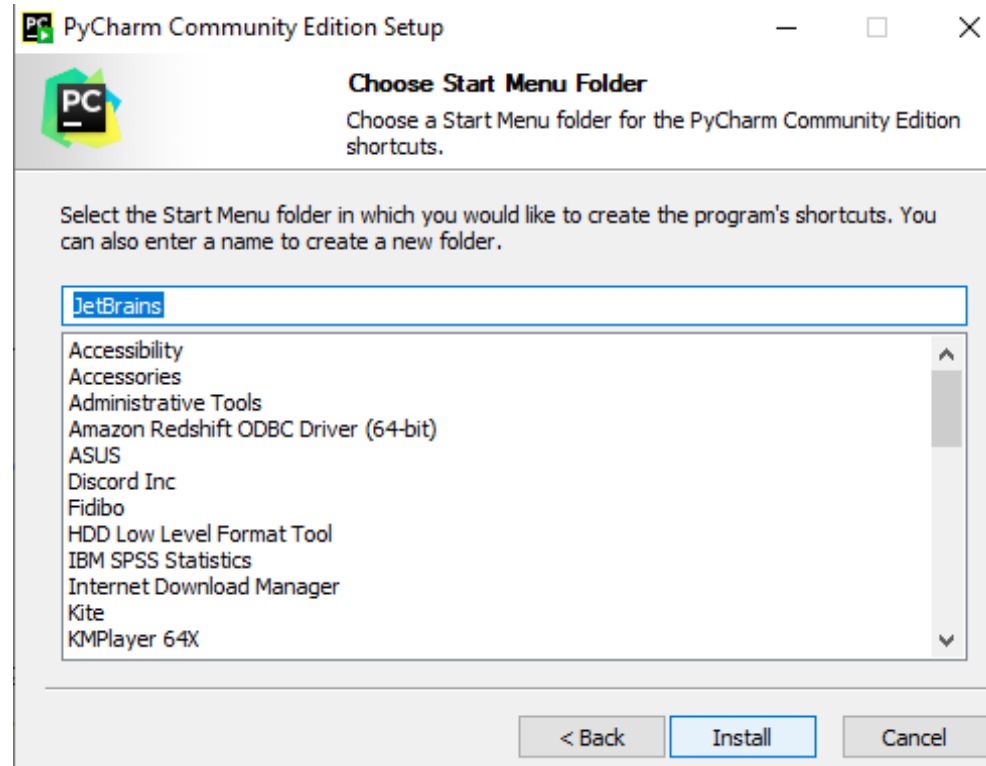 PyCharm Community Edition Setup
PC
Choose Start Menu Folder
Choose a Start Menu folder for the PyCharm Community Edition
shortcuts.
Select the Start Menu folder in which you would like to create the program's shortcuts. You
can also enter a name to create a new folder.
JetBrains
Accessibility
Accessories
Administrative Tools
Amazon Redshift ODBC Driver (64-bit)
ASUS
Discord Inc
Fidibo
HDD Low Level Format Tool
IBM SPSS Statistics
Internet Download Manager
Kite
KMPlayer 64X
< Back Install Cancel